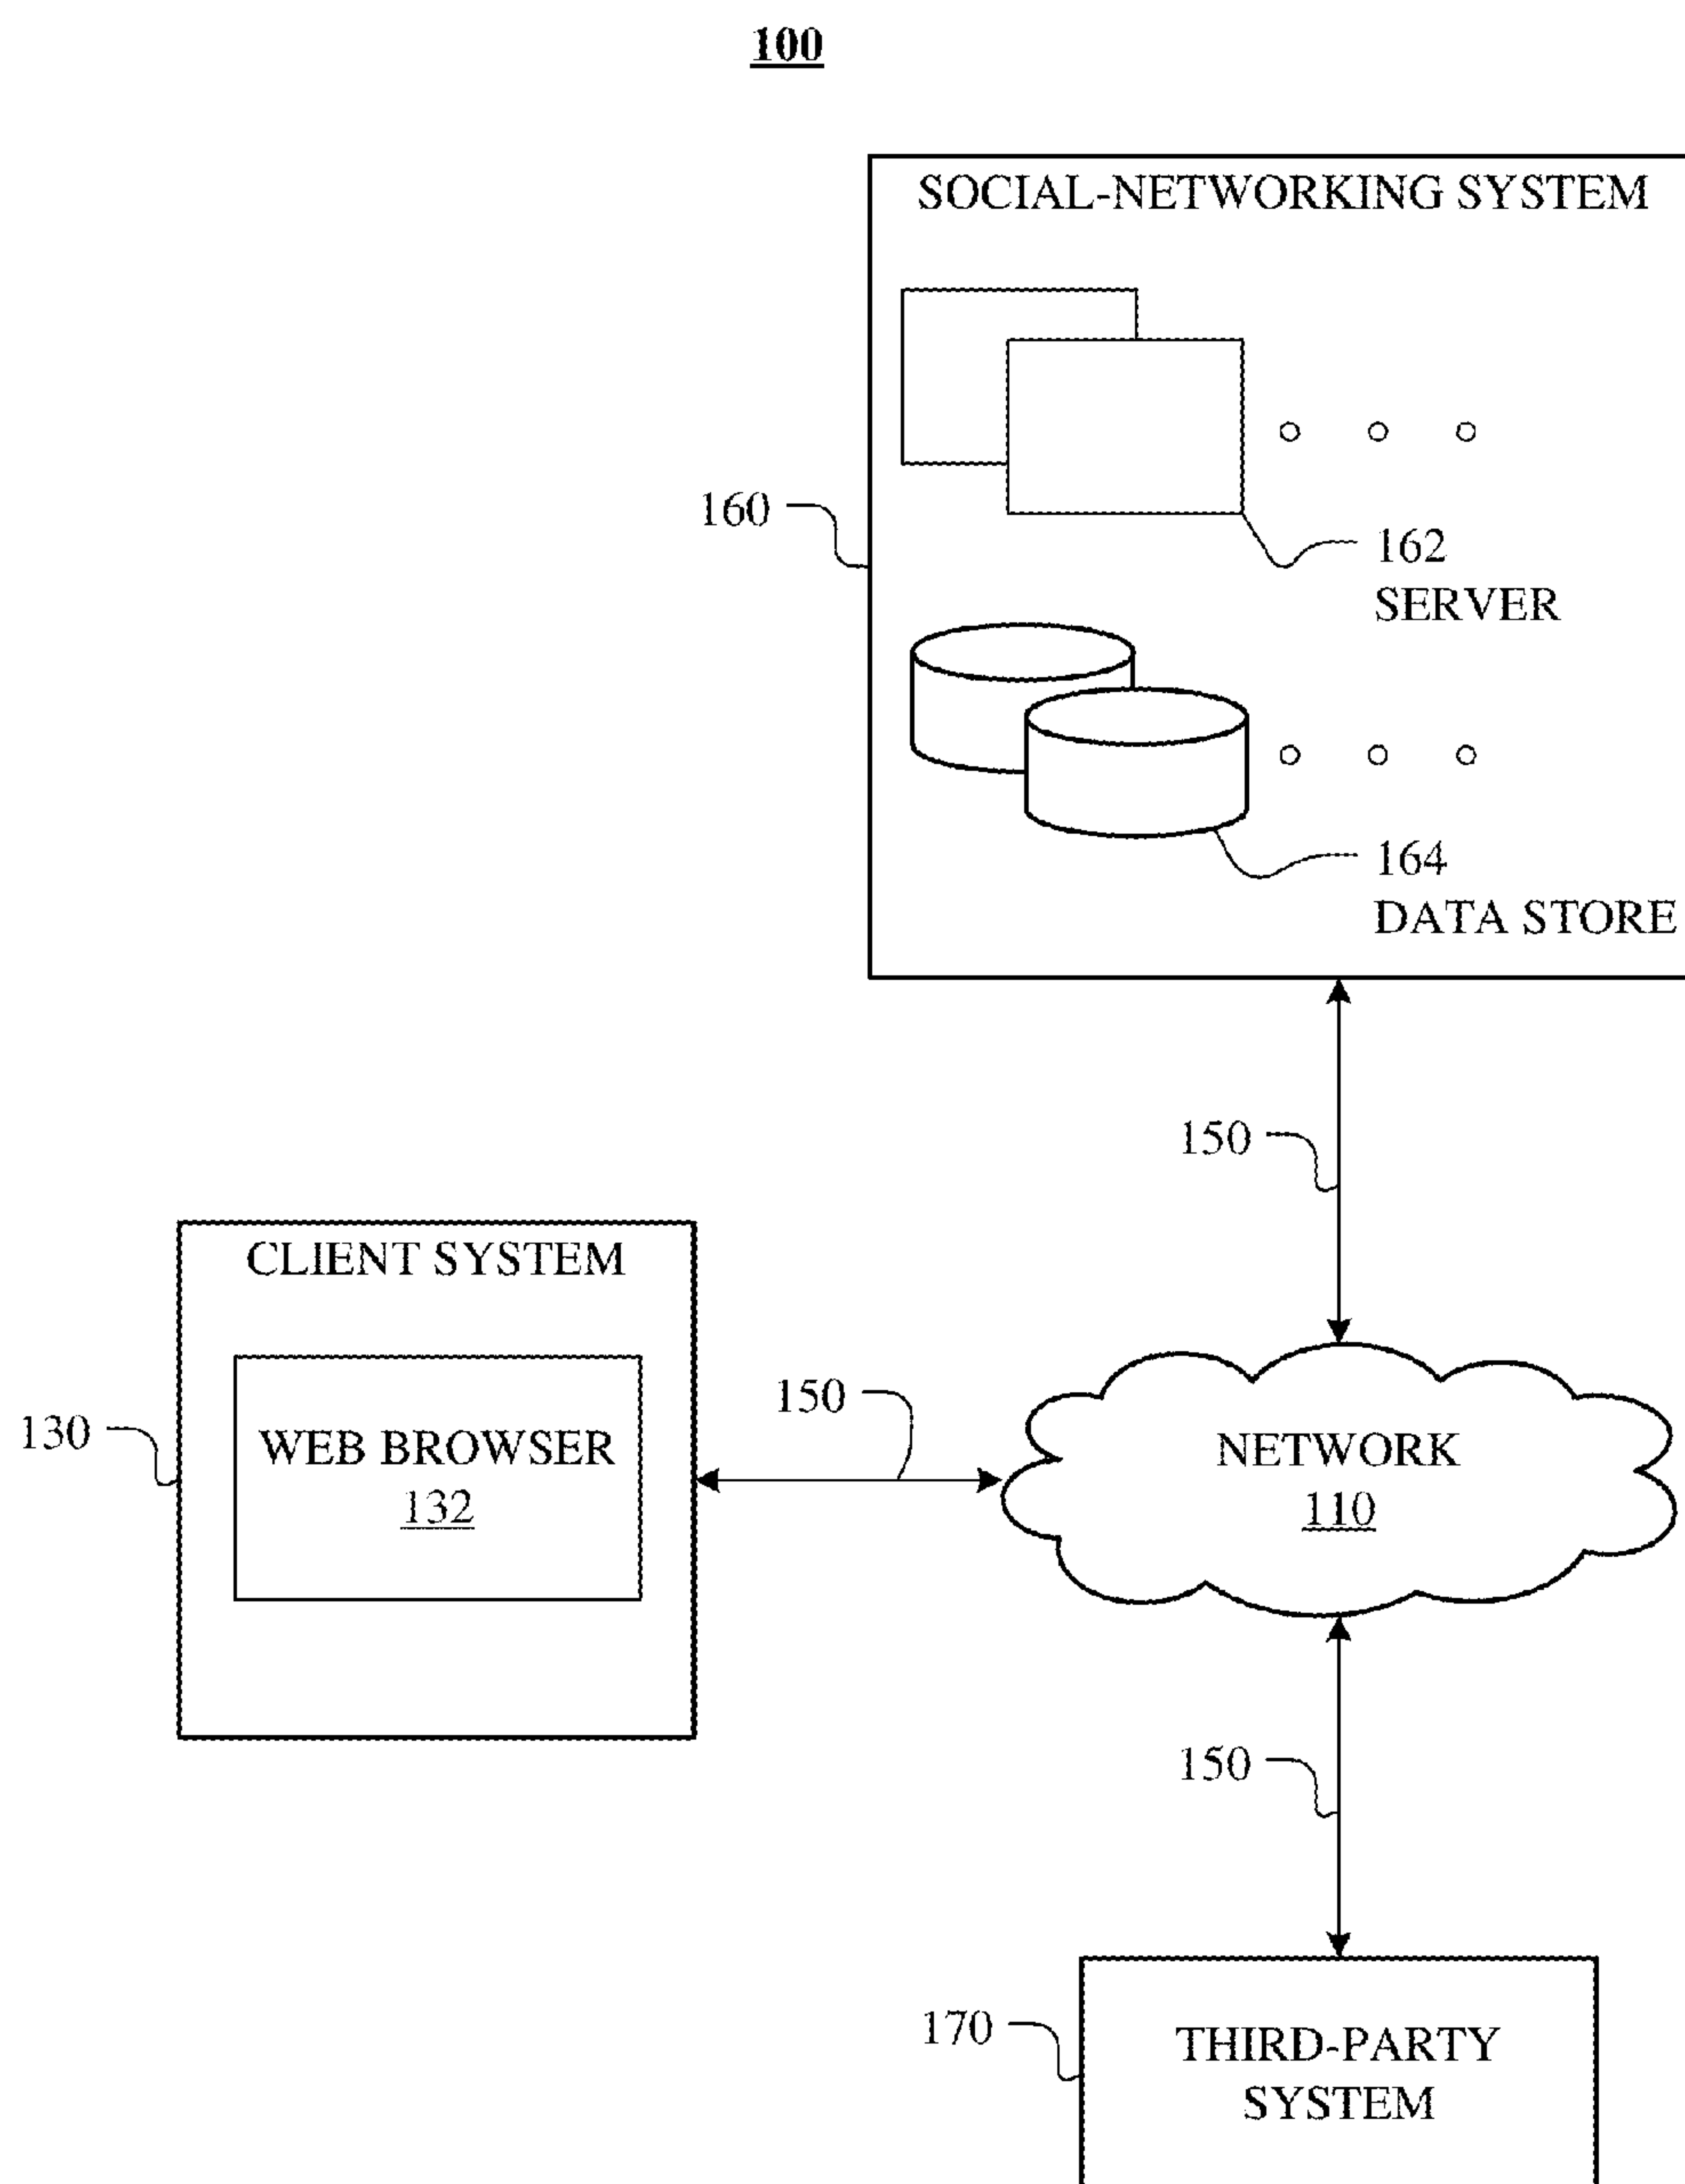 100
SOCIAL-NETWORKING SYSTEM
160
162
SERVER
164
DATA STORE
150
CLIENT SYSTEM
130
WEB BROWSER
132
150
NETWORK
110
150
170
THIRD-PARTY
SYSTEM